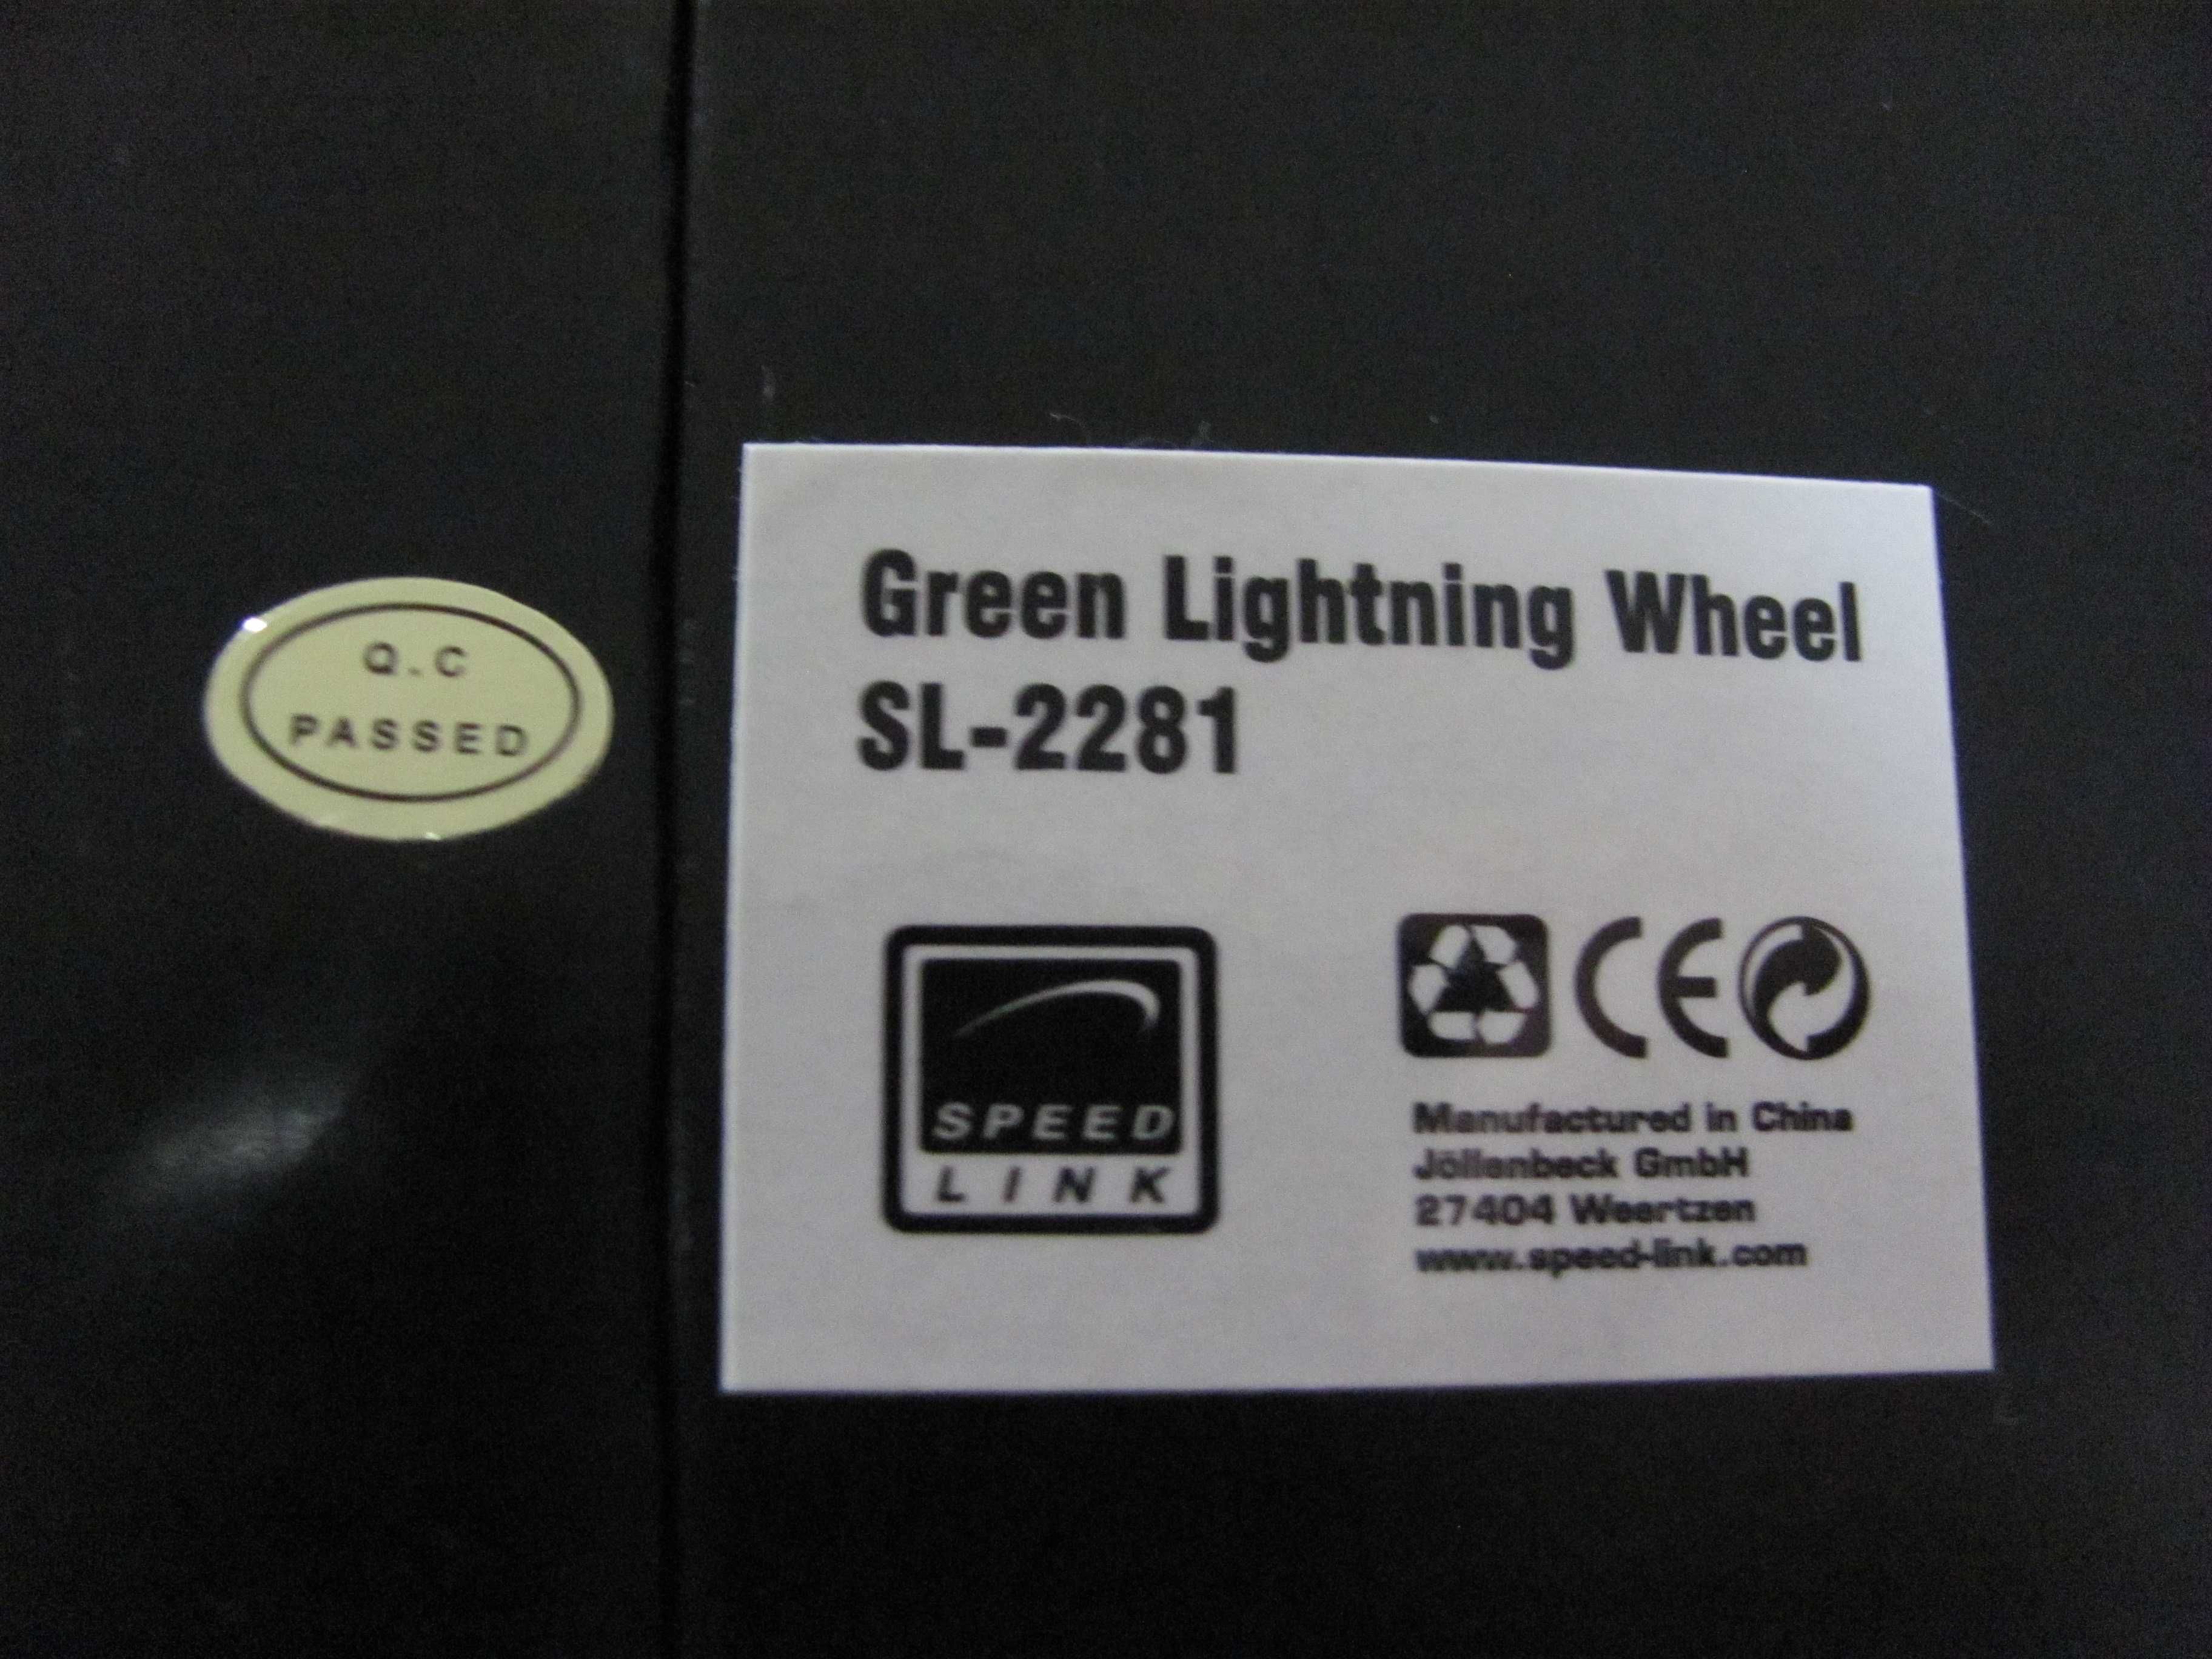 Q.C
PASSED
Green Lightning Wheel
SL-2281
SPEED
LINK
CE
Manufactured in China
Jöllenbeck GmbH
27404 Weertzen
www.speed-link.com